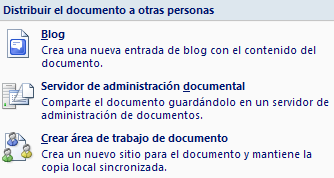 Distribuir el documento a otras personas
Blog
Crea una nueva entrada de blog con el contenido del
documento.
Servidor de administración documental
Comparte el documento guardándolo en un servidor de
administración de documentos.
Crear área de trabajo de documento
Crea un nuevo sitio para el documento y mantiene la
copia local sincronizada.